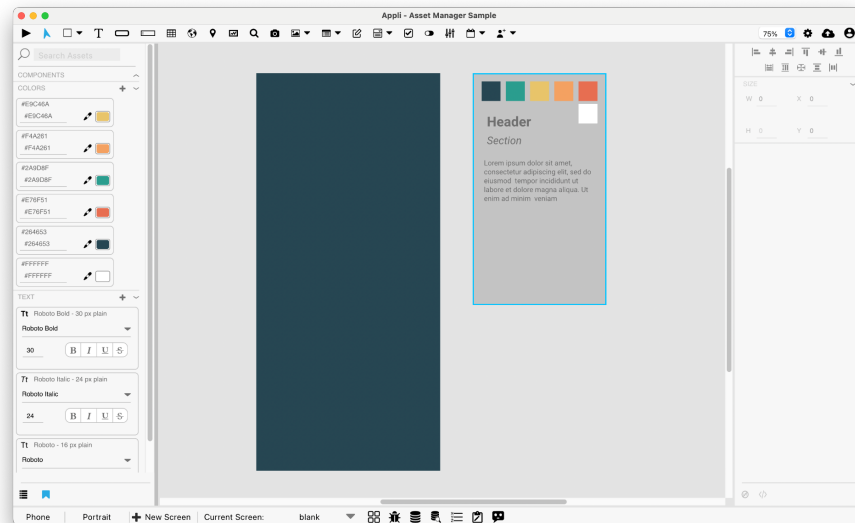 Appli - Asset Manager Sample
T
75%
Search Assets
COMPONENTS
COLORS
#E9C46A
#E9C46A
#F4A261
#F4A261
#2A9D8F
#2A9D8F
#E76F51
#E76F51
#264653
#264653
#FFFFFF
#FFFFFF
TEXT
Tt Roboto Bold - 30 px plain
Roboto Bold
30 B I U S
Tt Roboto Italic - 24 px plain
Roboto Italic
24 B I U S
Tt Roboto - 16 px plain
Roboto
Header
Section
Lorem ipsum dolor sit amet,
consectetur adipiscing elit, sed do
eiusmod tempor incididunt ut
labore et dolore magna aliqua. Ut
enim ad minim veniam
SIZE
W 0 X 0
H 0 Y 0
Phone Portrait New Screen Current Screen: blank